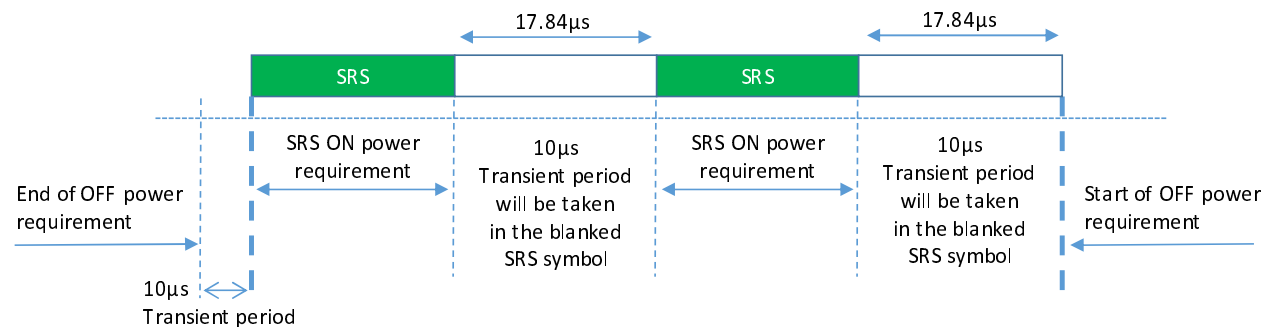 17.84µs
17.84µs
SRS
SRS
SRS ON power
requirement
10µs
Transient period
will be taken
in the blanked
SRS symbol
SRS ON power
requirement
10µs
Transient period
will be taken
in the blanked
SRS symbol
End of OFF power
requirement
Start of OFF power
requirement
10µs
Transient period